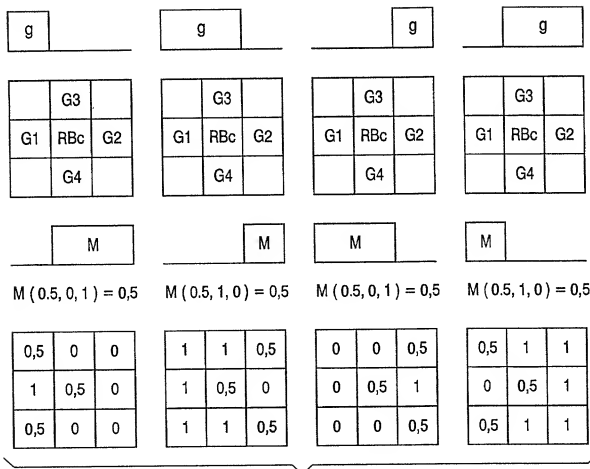 g g g g
G3 G3 G3 G3
G1 RBc G2 G1 RBc G2 G1 RBc G2 G1 RBc G2
G4 G4 G4 G4
M M M M
M ( 0.5, 0, 1 ) = 0,5 M ( 0.5, 1, 0 ) = 0,5 M ( 0.5, 0, 1 ) = 0,5 M ( 0.5, 1, 0 ) = 0,5
0,5 0 0 1 1 0,5 0 0 0,5 0,5 1 1
1 0,5 0 1 0,5 0 0 0,5 1 0 0,5 1
0,5 0 0 1 1 0,5 0 0 0,5 0,5 1 1